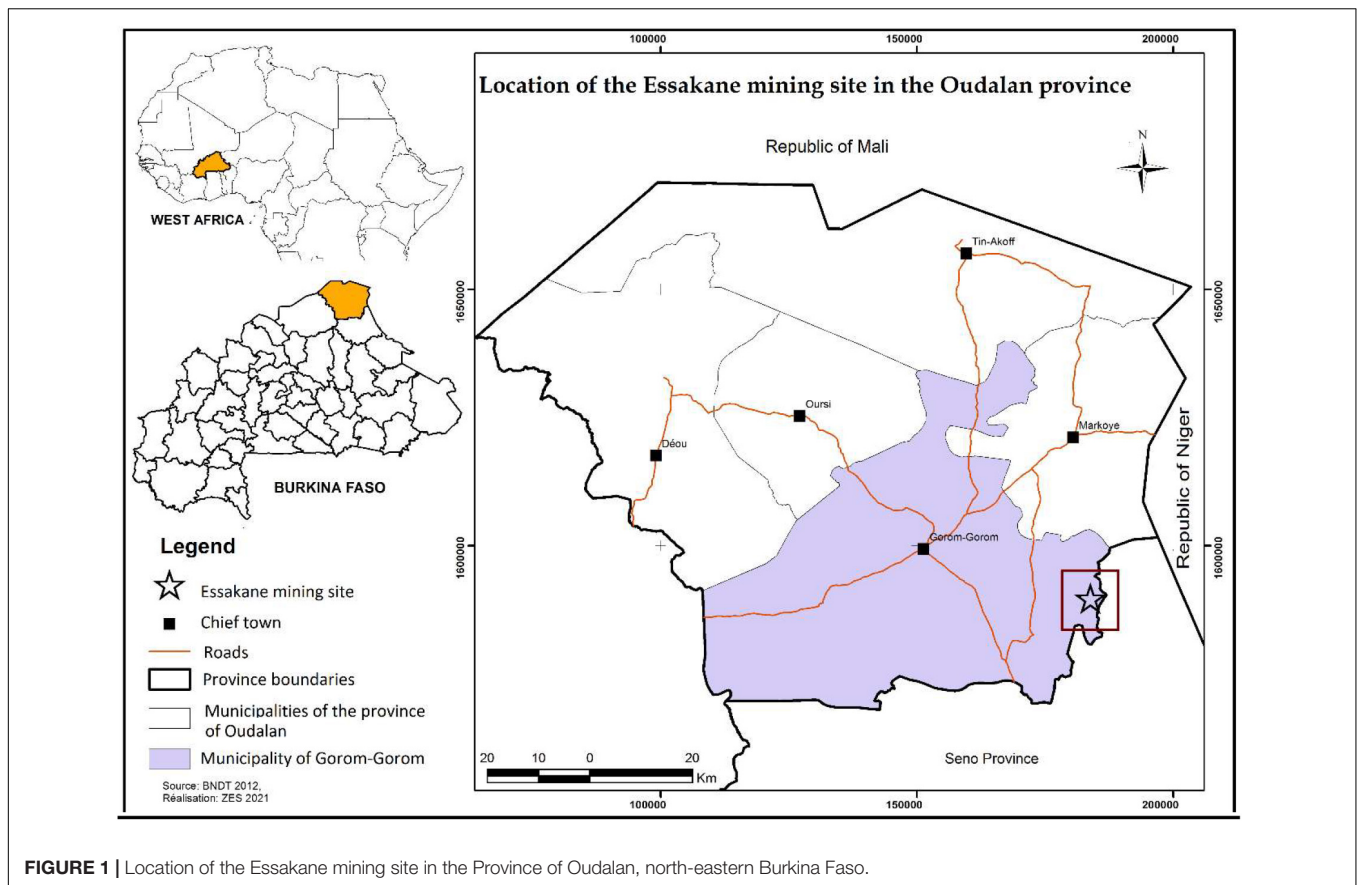 100000
150000
200000
Location of the Essakane mining site in the Oudalan province
Republic of Mali
N
WEST AFRICA
Tin-Akoff
1650000
1650000
Oursi
Markoye
Déou
Republic of Niger
BURKINA FASO
Gorom-Gorom
1600000
1600000
Legend
Essakane mining site
Chief town
Roads
Province boundaries
Municipalities of the province
of Oudalan
Municipality of Gorom-Gorom
Source: BNDT 2012,
Réalisation: ZES 2021
20 10 0 20
Km
Seno Province
100000
150000
200000
FIGURE 1 | Location of the Essakane mining site in the Province of Oudalan, north-eastern Burkina Faso.